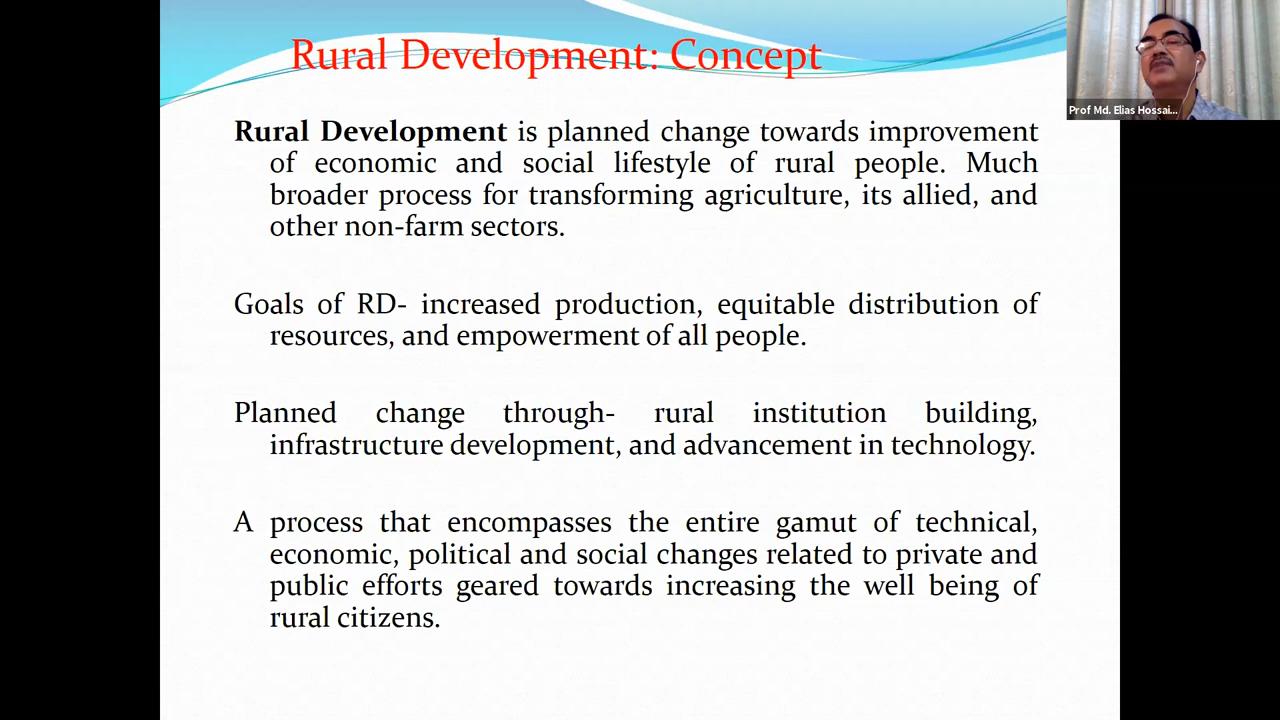 Rural Development: Concept
Prof Md. Elias Hossai...
Rural Development is planned change towards improvement
of economic and social lifestyle of rural people. Much
broader process for transforming agriculture, its allied, and
other non-farm sectors.
Goals of RD- increased production, equitable distribution of
resources, and empowerment of all people.
Planned change through- rural institution building,
infrastructure development, and advancement in technology.
A process that encompasses the entire gamut of technical,
economic, political and social changes related to private and
public efforts geared towards increasing the well being of
rural citizens.